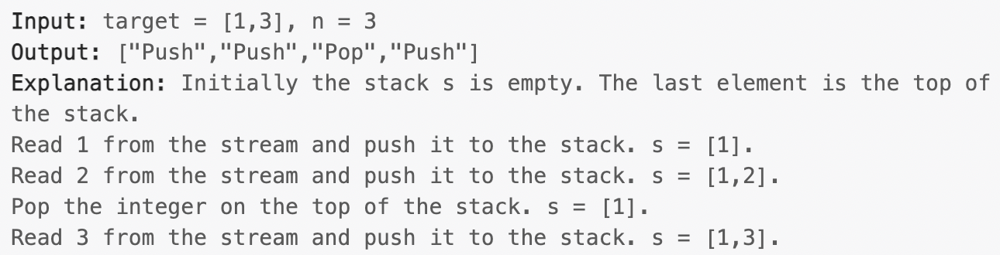 Input: target = [1,3], n = 3
Output: ["Push","Push","Pop","Push"]
Explanation: Initially the stack s is empty. The last element is the top of
the stack.
Read 1 from the stream and push it to the stack. s = [1].
Read 2 from the stream and push it to the stack. s = [1,2].
Pop the integer on the top of the stack. s = [1].
Read 3 from the stream and push it to the stack. s = [1,3].